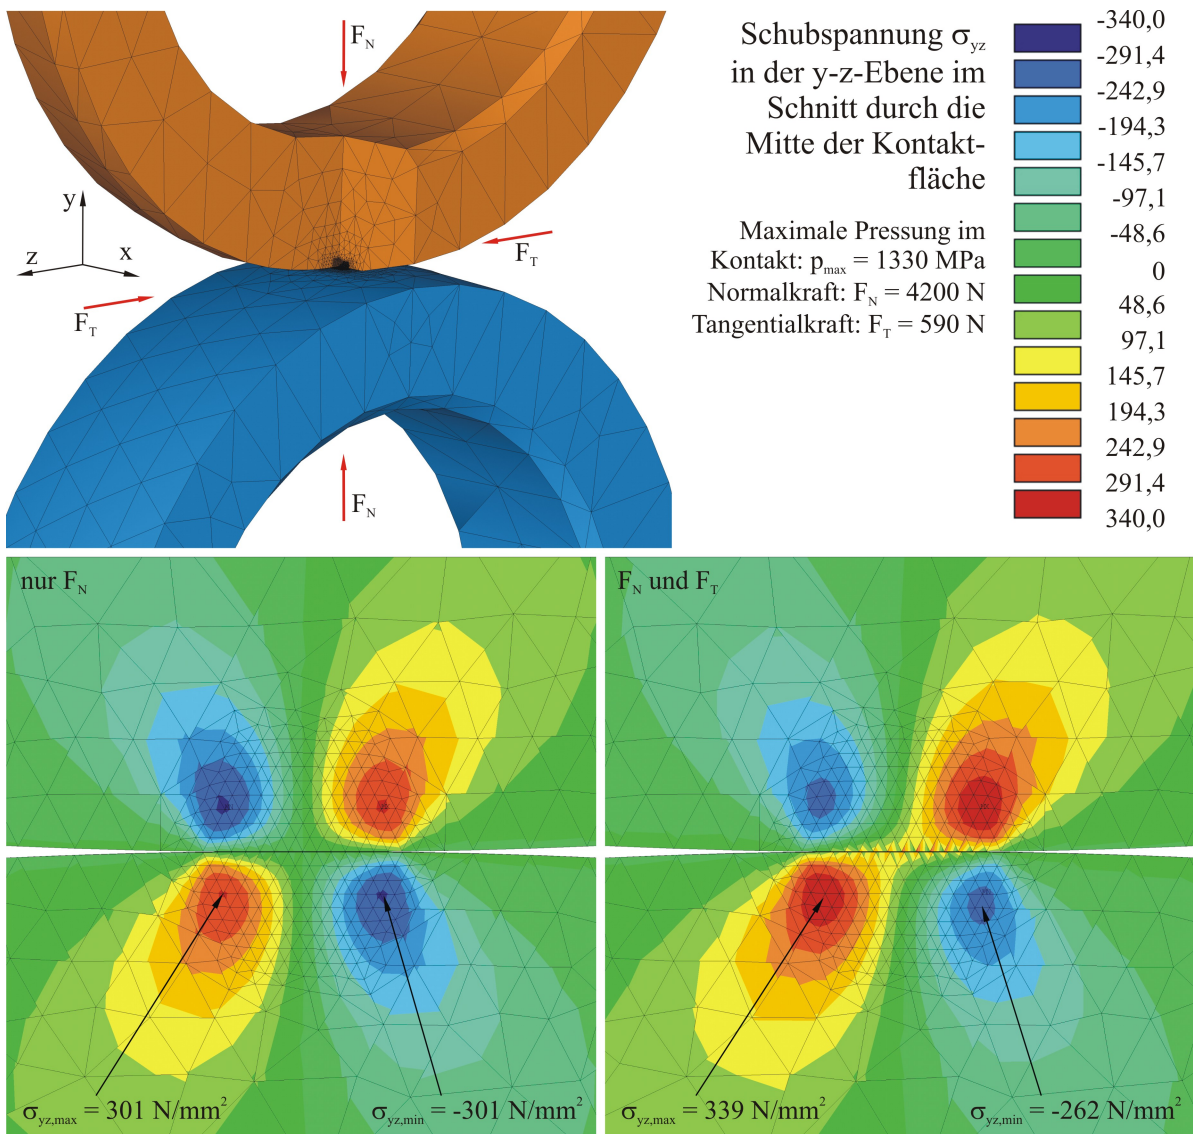 F_N
y
z
x
F_T
F_T
F_N
Schubspannung σ_yz
in der y-z-Ebene im
Schnitt durch die
Mitte der Kontakt-
fläche
Maximale Pressung im
Kontakt: p_max = 1330 MPa
Normalkraft: F_N = 4200 N
Tangentialkraft: F_T = 590 N
-340,0
-291,4
-242,9
-194,3
-145,7
-97,1
-48,6
0
48,6
97,1
145,7
194,3
242,9
291,4
340,0
nur F_N
σ_yz,max = 301 N/mm²
σ_yz,min = -301 N/mm²
F_N und F_T
σ_yz,max = 339 N/mm²
σ_yz,min = -262 N/mm²